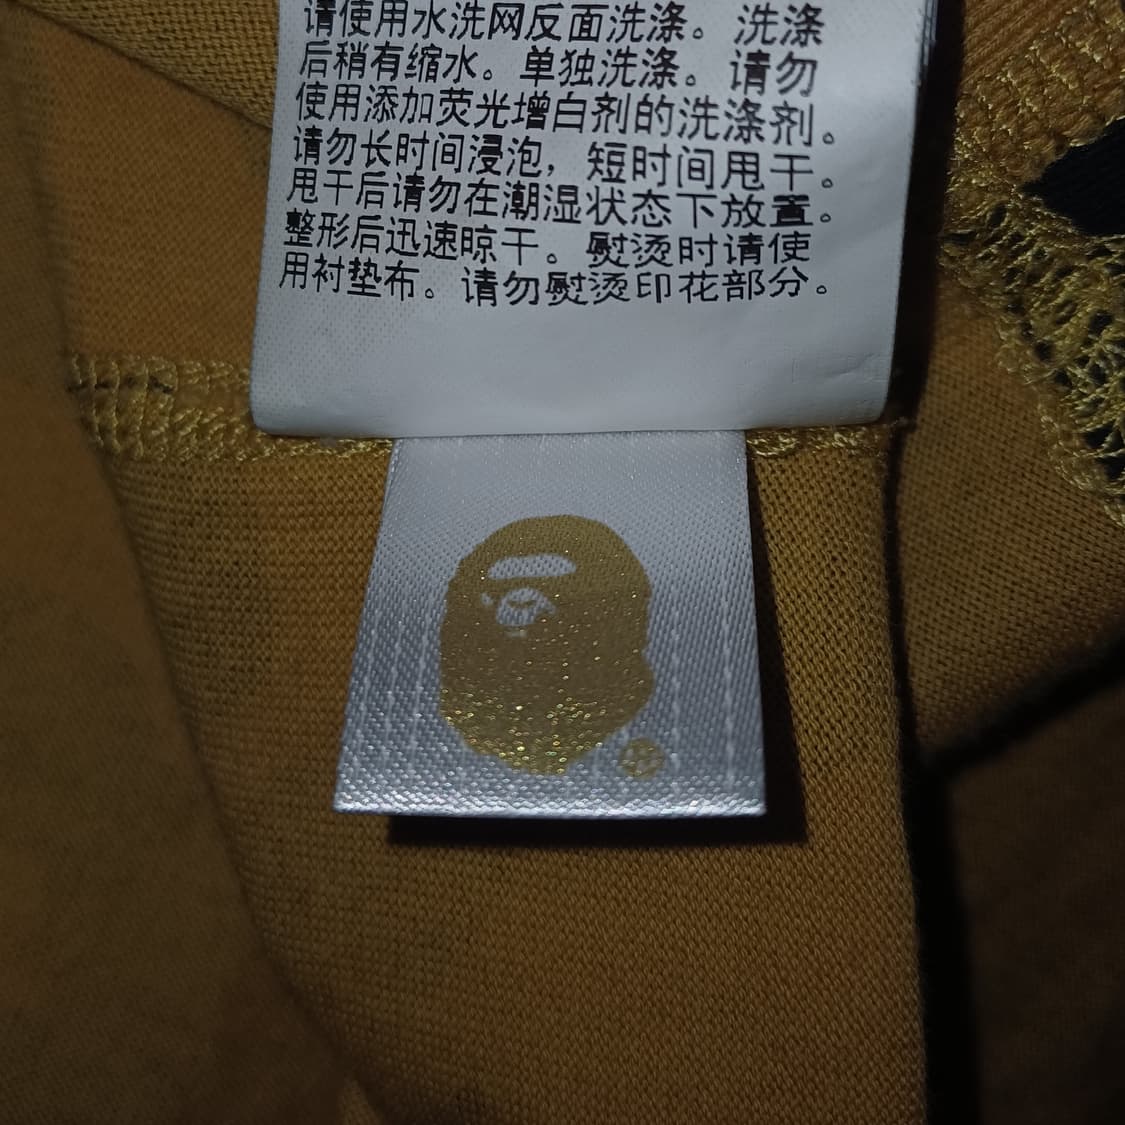 请使用水洗网反面洗涤。洗涤
后稍有缩水。单独洗涤。请勿
使用添加荧光增白剂的洗涤剂。
请勿长时间浸泡，短时间甩干。
甩干后请勿在潮湿状态下放置。
整形后迅速晾干。熨烫时请使
用衬垫布。请勿熨烫印花部分。